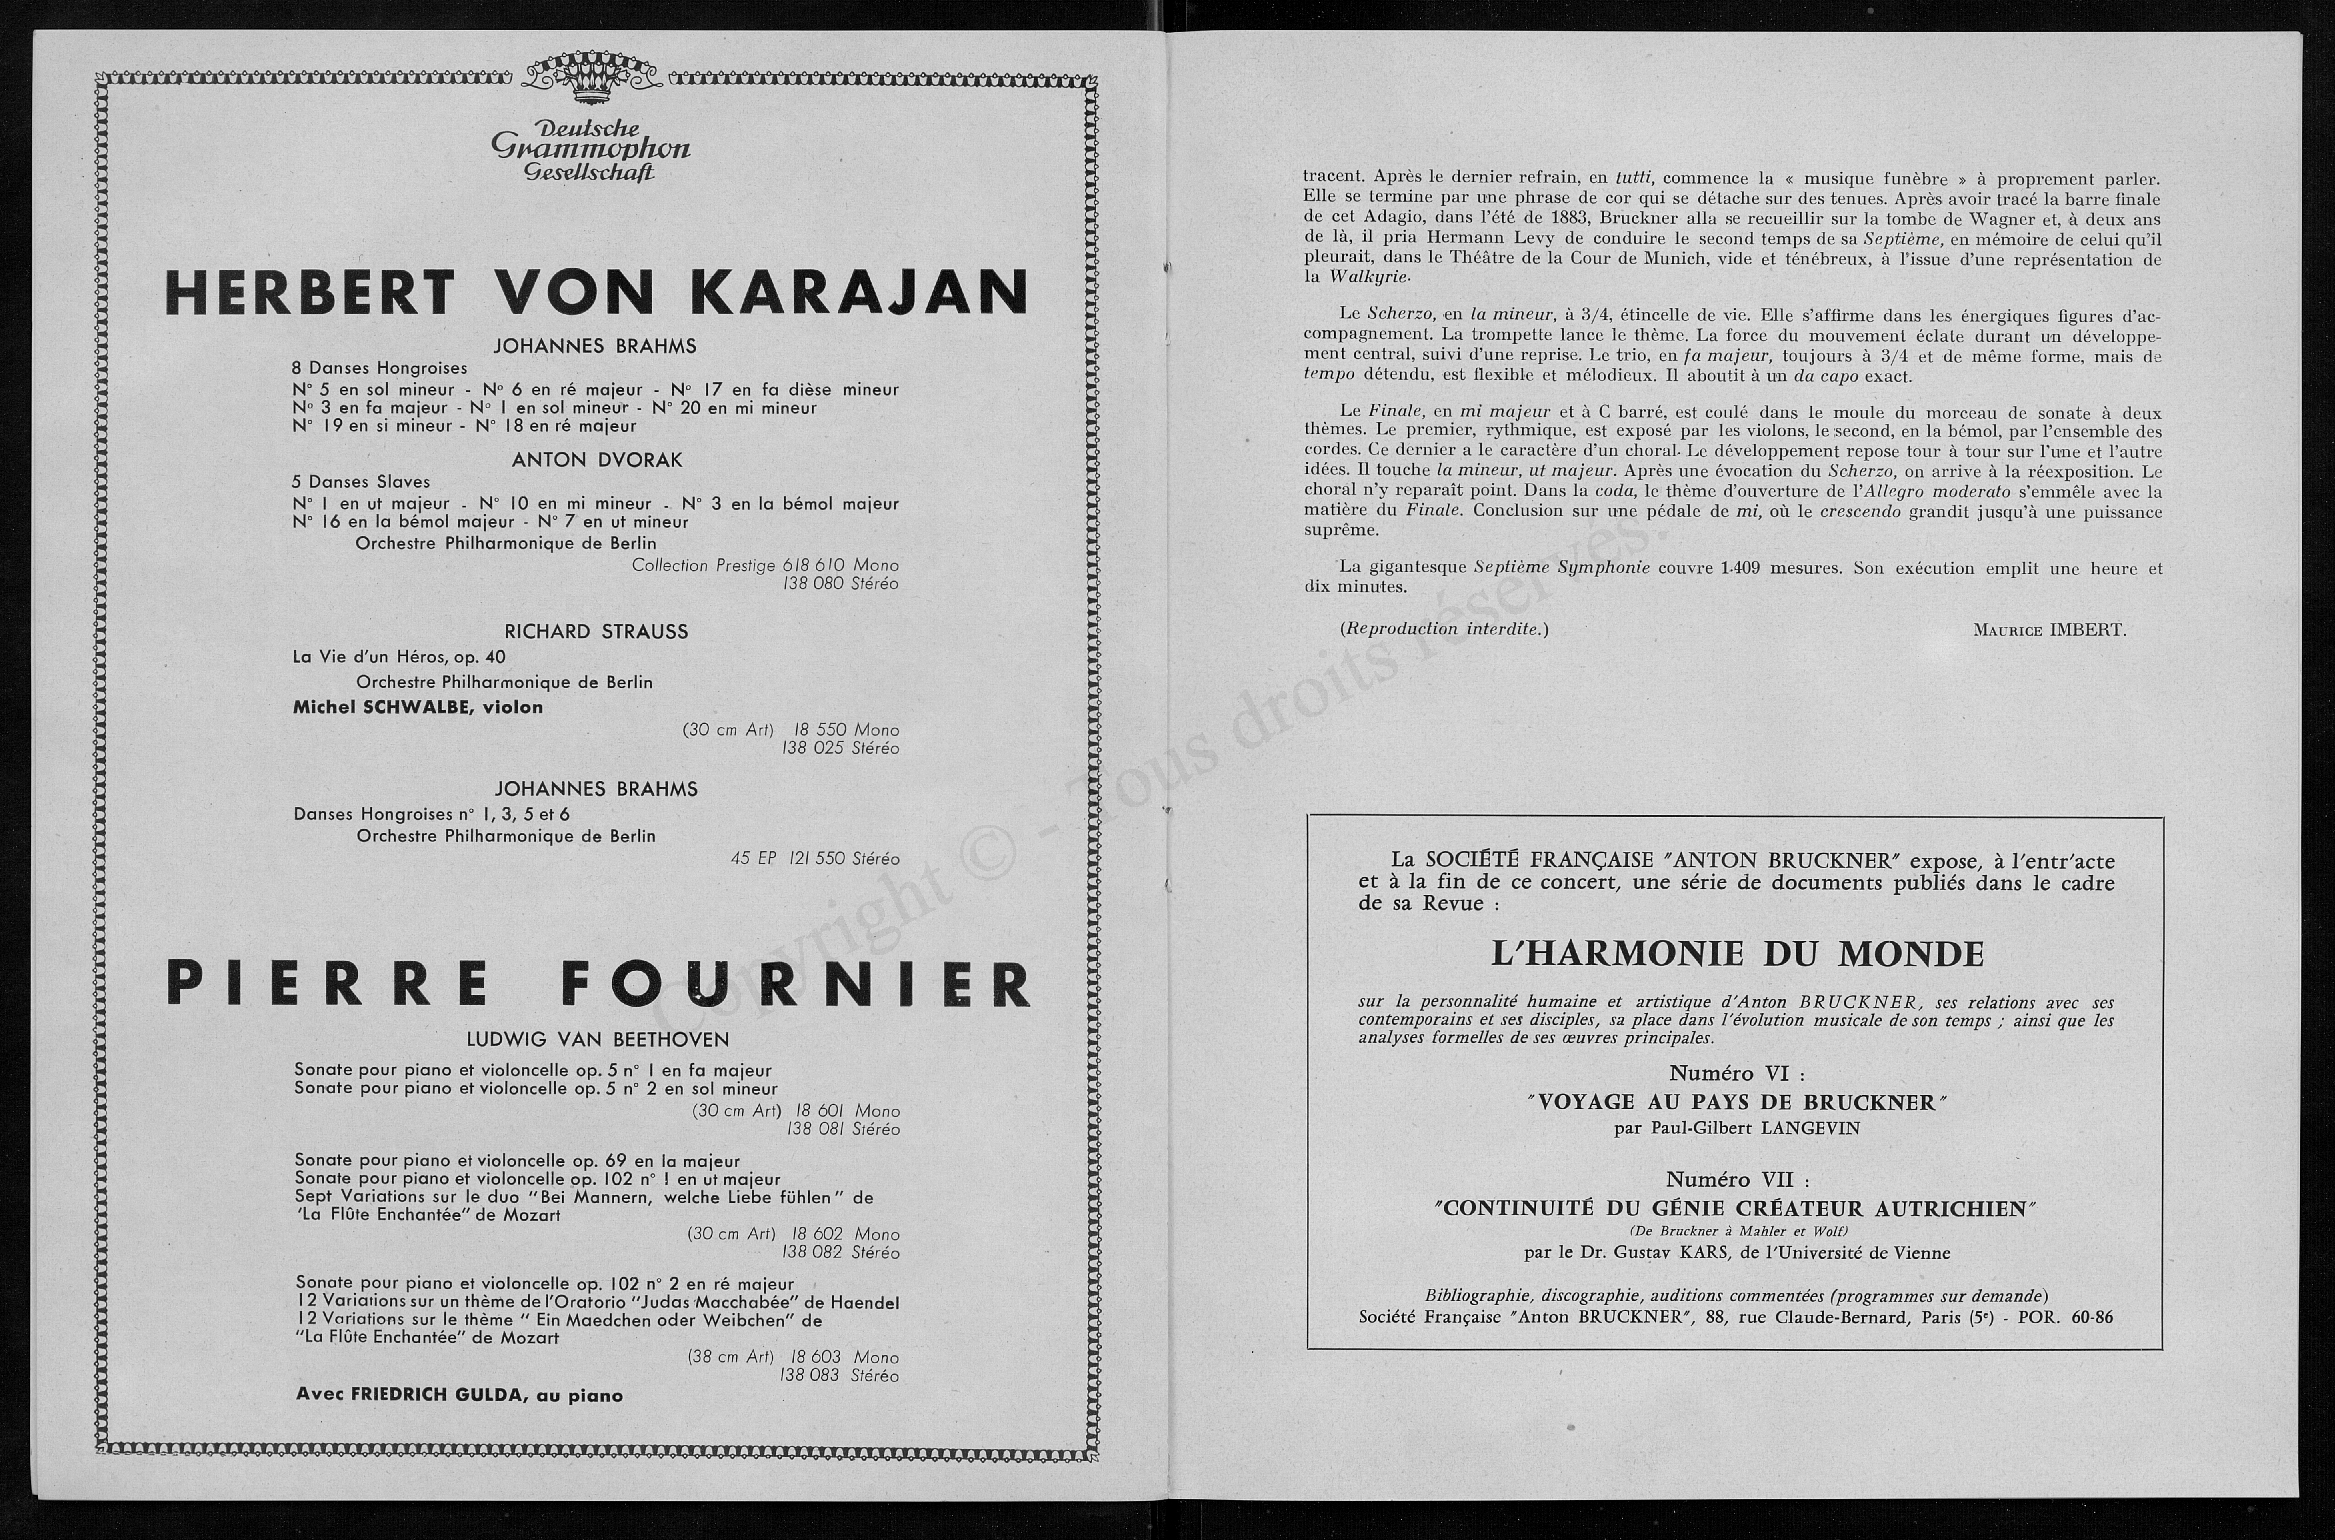 Deutsche
Grammophon
Gesellschaft
HERBERT VON KARAJAN
JOHANNES BRAHMS
8 Danses Hongroises
N° 5 en sol mineur - N° 6 en ré majeur - N° 17 en fa dièse mineur
N° 3 en fa majeur - N° 1 en sol mineur - N° 20 en mi mineur
N° 19 en si mineur - N° 18 en ré majeur
ANTON DVORAK
5 Danses Slaves
N° 1 en ut majeur - N° 10 en mi mineur - N° 3 en la bémol majeur
N° 16 en la bémol majeur - N° 7 en ut mineur
Orchestre Philharmonique de Berlin
Collection Prestige 618 610 Mono
138 080 Stéréo
RICHARD STRAUSS
La Vie d'un Héros, op. 40
Orchestre Philharmonique de Berlin
Michel SCHWALBE, violon
(30 cm Art) 18 550 Mono
138 025 Stéréo
JOHANNES BRAHMS
Danses Hongroises n° 1, 3, 5 et 6
Orchestre Philharmonique de Berlin
45 EP 121 550 Stéréo
PIERRE FOURNIER
LUDWIG VAN BEETHOVEN
Sonate pour piano et violoncelle op. 5 n° 1 en fa majeur
Sonate pour piano et violoncelle op. 5 n° 2 en sol mineur
(30 cm Art) 18 601 Mono
138 081 Stéréo
Sonate pour piano et violoncelle op. 69 en la majeur
Sonate pour piano et violoncelle op. 102 n° 1 en ut majeur
Sept Variations sur le duo "Bei Mannern, welche Liebe fühlen" de
'La Flûte Enchantée" de Mozart
(30 cm Art) 18 602 Mono
138 082 Stéréo
Sonate pour piano et violoncelle op. 102 n° 2 en ré majeur
12 Variations sur un thème de l'Oratorio "Judas Macchabée" de Haendel
12 Variations sur le thème " Ein Maedchen oder Weibchen" de
"La Flûte Enchantée" de Mozart
(38 cm Art) 18 603 Mono
138 083 Stéréo
Avec FRIEDRICH GULDA, au piano
tracent. Après le dernier refrain, en tutti, commence la « musique funèbre » à proprement parler.
Elle se termine par une phrase de cor qui se détache sur des tenues. Après avoir tracé la barre finale
de cet Adagio, dans l'été de 1883, Bruckner alla se recueillir sur la tombe de Wagner et, à deux ans
de là, il pria Hermann Levy de conduire le second temps de sa Septième, en mémoire de celui qu'il
pleurait, dans le Théâtre de la Cour de Munich, vide et ténébreux, à l'issue d'une représentation de
la Walkyrie.
Le Scherzo, en la mineur, à 3/4, étincelle de vie. Elle s'affirme dans les énergiques figures d'ac-
compagnement. La trompette lance le thème. La force du mouvement éclate durant un développe-
ment central, suivi d'une reprise. Le trio, en fa majeur, toujours à 3/4 et de même forme, mais de
tempo détendu, est flexible et mélodieux. Il aboutit à un da capo exact.
Le Finale, en mi majeur et à C barré, est coulé dans le moule du morceau de sonate à deux
thèmes. Le premier, rythmique, est exposé par les violons, le second, en la bémol, par l'ensemble des
cordes. Ce dernier a le caractère d'un choral. Le développement repose tour à tour sur l'une et l'autre
idées. Il touche la mineur, ut majeur. Après une évocation du Scherzo, on arrive à la réexposition. Le
choral n'y reparaît point. Dans la coda, le thème d'ouverture de l'Allegro moderato s'emmêle avec la
matière du Finale. Conclusion sur une pédale de mi, où le crescendo grandit jusqu'à une puissance
suprême.
La gigantesque Septième Symphonie couvre 1.409 mesures. Son exécution emplit une heure et
dix minutes.
(Reproduction interdite.) MAURICE IMBERT.
La SOCIÉTÉ FRANÇAISE "ANTON BRUCKNER" expose, à l'entr'acte
et à la fin de ce concert, une série de documents publiés dans le cadre
de sa Revue :
L'HARMONIE DU MONDE
sur la personnalité humaine et artistique d'Anton BRUCKNER, ses relations avec ses
contemporains et ses disciples, sa place dans l'évolution musicale de son temps ; ainsi que les
analyses formelles de ses œuvres principales.
Numéro VI :
"VOYAGE AU PAYS DE BRUCKNER"
par Paul-Gilbert LANGEVIN
Numéro VII :
"CONTINUITÉ DU GÉNIE CRÉATEUR AUTRICHIEN"
(De Bruckner à Mahler et Wolf)
par le Dr. Gustav KARS, de l'Université de Vienne
Bibliographie, discographie, auditions commentées (programmes sur demande)
Société Française "Anton BRUCKNER", 88, rue Claude-Bernard, Paris (5e) - POR. 60-86
Copyright © - Tous droits réservés.